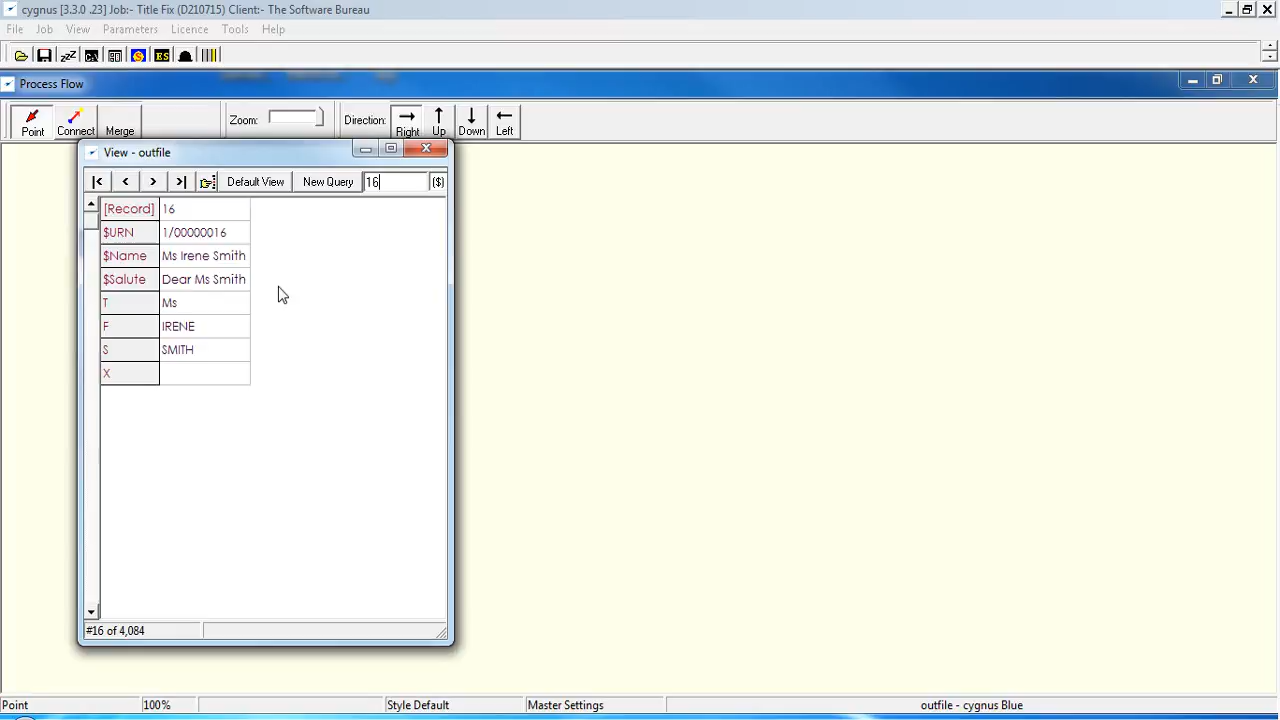 cygnus [3.3.0 .23] Job:- Title Fix (D210715) Client:- The Software Bureau
File Job View Parameters Licence Tools Help
zzZ CA ES
Process Flow
Point Connect Merge Zoom: Direction: Right Up Down Left
View - outfile
Default View New Query 16 ($)
[Record] 16
$URN 1/00000016
$Name Ms Irene Smith
$Salute Dear Ms Smith
T Ms
F IRENE
S SMITH
X
#16 of 4,084
Point 100% Style Default Master Settings outfile - cygnus Blue